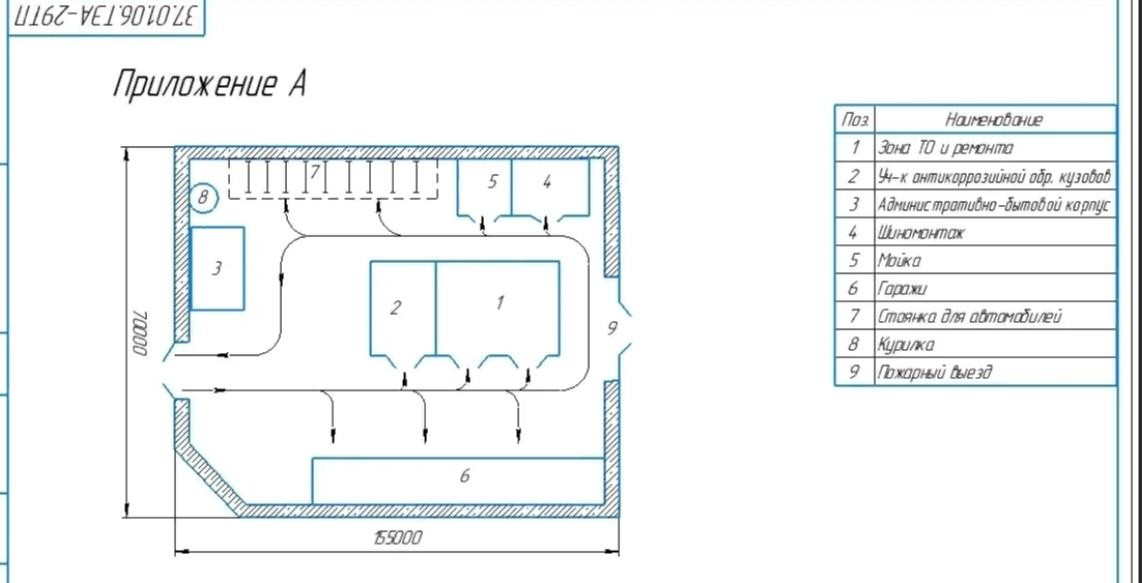 37.01.06.ТЭА-29ТП
Приложение А
Поз. Наименование
1 Зона ТО и ремонта
2 Уч-к антикоррозийной обр. кузовов
3 Административно-бытовой корпус
4 Шиномонтаж
5 Мойка
6 Гаражи
7 Стоянка для автомобилей
8 Курилка
9 Пожарный выезд
7
5
4
8
3
2
1
9
70000
6
155000